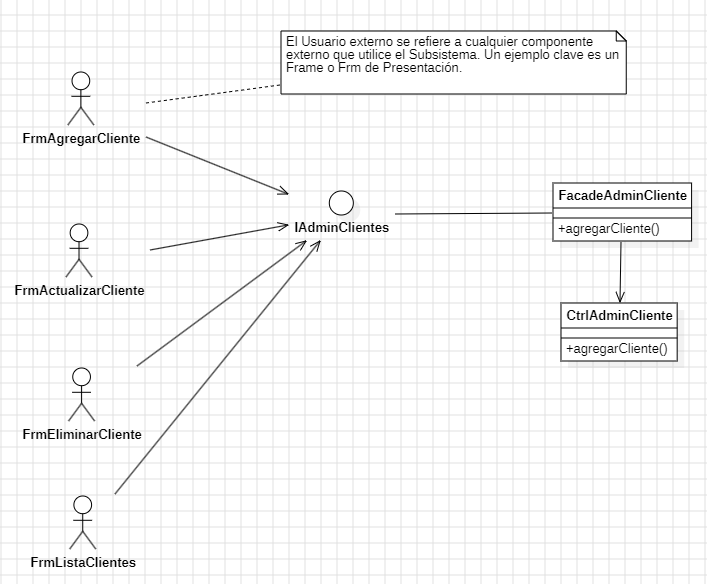 El Usuario externo se refiere a cualquier componente
externo que utilice el Subsistema. Un ejemplo clave es un
Frame o Frm de Presentación.
FrmAgregarCliente
IAdminClientes
FacadeAdminCliente
+agregarCliente()
FrmActualizarCliente
CtrlAdminCliente
+agregarCliente()
FrmEliminarCliente
FrmListaClientes